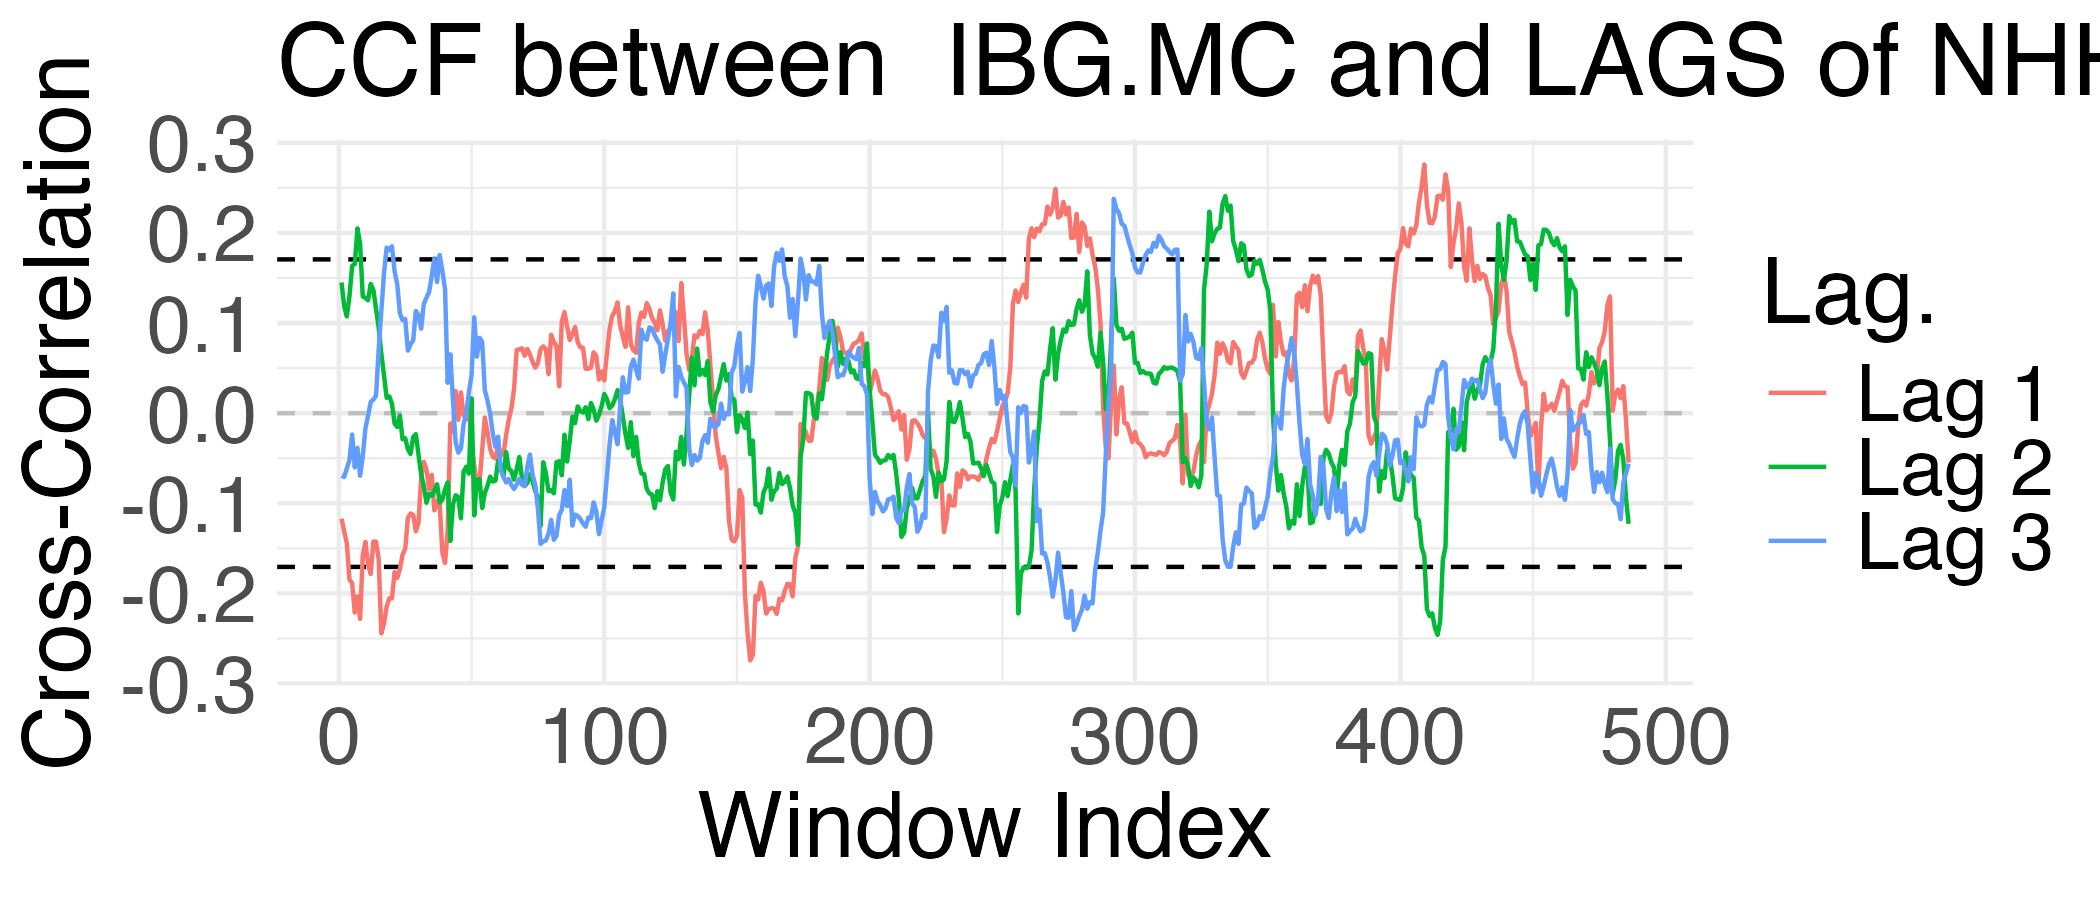 CCF between IBG.MC and LAGS of
Cross-Correlation
0.3
0.2
0.1
0.0
-0.1
-0.2
-0.3
0 100 200 300 400 500
Window Index
Lag.
Lag 1
Lag 2
Lag 3